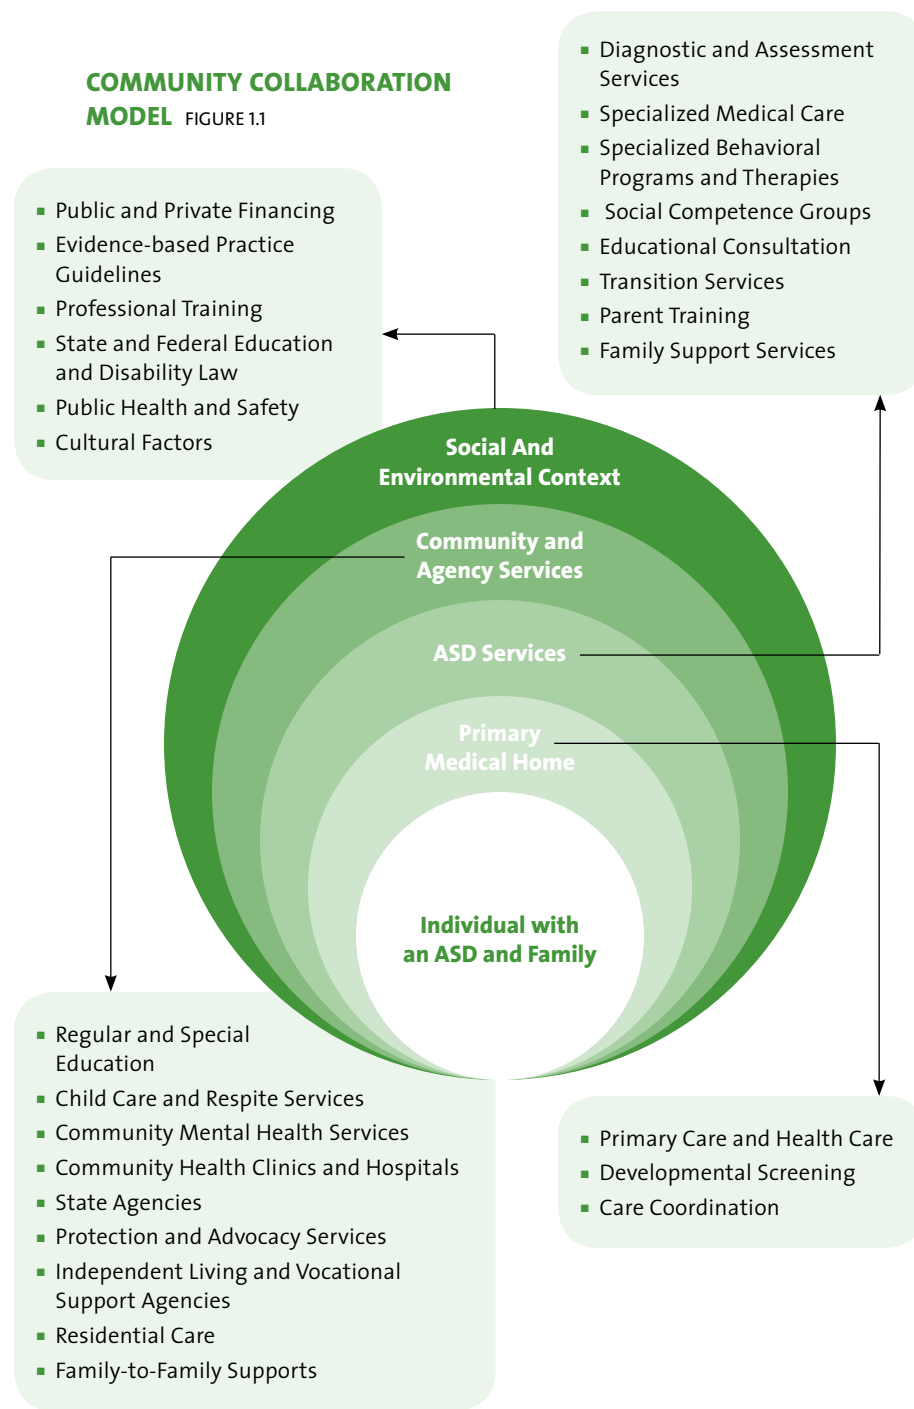 COMMUNITY COLLABORATION
MODEL FIGURE 1.1
▪ Public and Private Financing
▪ Evidence-based Practice
Guidelines
▪ Professional Training
▪ State and Federal Education
and Disability Law
▪ Public Health and Safety
▪ Cultural Factors
▪ Diagnostic and Assessment
Services
▪ Specialized Medical Care
▪ Specialized Behavioral
Programs and Therapies
▪ Social Competence Groups
▪ Educational Consultation
▪ Transition Services
▪ Parent Training
▪ Family Support Services
Social And
Environmental Context
Community and
Agency Services
ASD Services
Primary
Medical Home
Individual with
an ASD and Family
▪ Regular and Special
Education
▪ Child Care and Respite Services
▪ Community Mental Health Services
▪ Community Health Clinics and Hospitals
▪ State Agencies
▪ Protection and Advocacy Services
▪ Independent Living and Vocational
Support Agencies
▪ Residential Care
▪ Family-to-Family Supports
▪ Primary Care and Health Care
▪ Developmental Screening
▪ Care Coordination